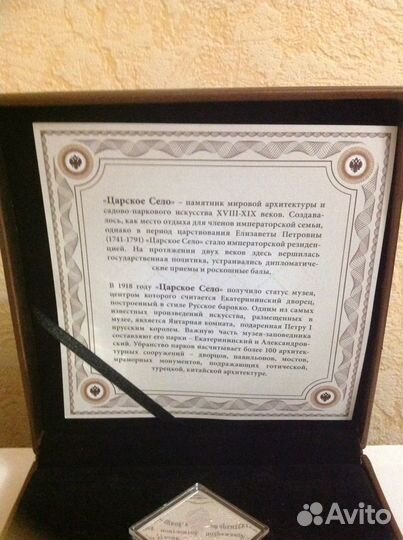 «Царское Село» – памятник мировой архитектуры и
садово-паркового искусства XVIII-XIX веков. Создава-
лось, как место отдыха для членов императорской семьи,
однако в период царствования Елизаветы Петровны
(1741-1791) «Царское Село» стало императорской резиден-
цией. На протяжении двух веков здесь вершилась
государственная политика, устраивались дипломатиче-
ские приемы и роскошные балы.
В 1918 году «Царское Село» получило статус музея,
центром которого считается Екатерининский дворец,
построенный в стиле Русское барокко. Одним из самых
известных произведений искусства, размещенных в
музее, является Янтарная комната, подаренная Петру I
прусским королем. Важную часть музея-заповедника
составляют его парки – Екатерининский и Александров-
ский. Убранство парков насчитывает более 100 архитек-
турных сооружений – дворцов, павильонов, мостов,
мраморных монументов, подражающих готической,
турецкой, китайской архитектуре.
Avito